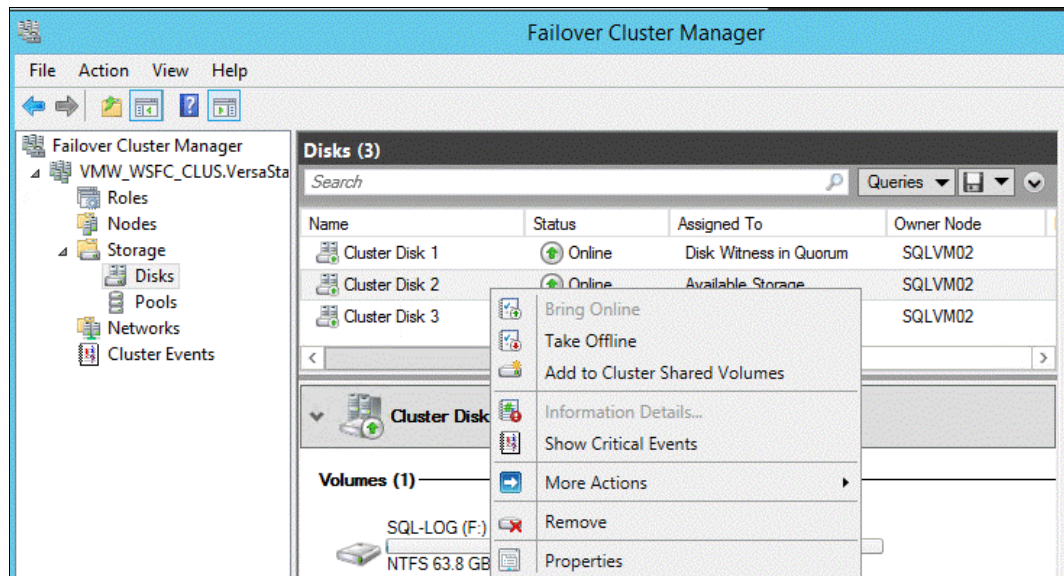 Failover Cluster Manager
File Action View Help
Failover Cluster Manager
VMW_WSFC_CLUS.VersaSta
Roles
Nodes
Storage
Disks
Pools
Networks
Cluster Events
Disks (3)
Search
Queries
Name Status Assigned To Owner Node
Cluster Disk 1 Online Disk Witness in Quorum SQLVM02
Cluster Disk 2 Online Available Storage SQLVM02
Cluster Disk 3 SQLVM02
Bring Online
Take Offline
Add to Cluster Shared Volumes
Information Details...
Show Critical Events
More Actions
Remove
Properties
Cluster Disk
Volumes (1)
SQL-LOG (F:)
NTFS 63.8 GB